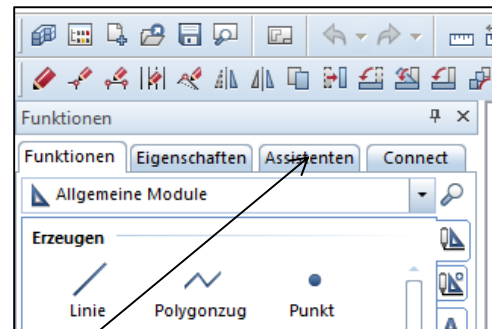 Funktionen
Funktionen Eigenschaften Assistenten Connect
Allgemeine Module
Erzeugen
Linie Polygonzug Punkt